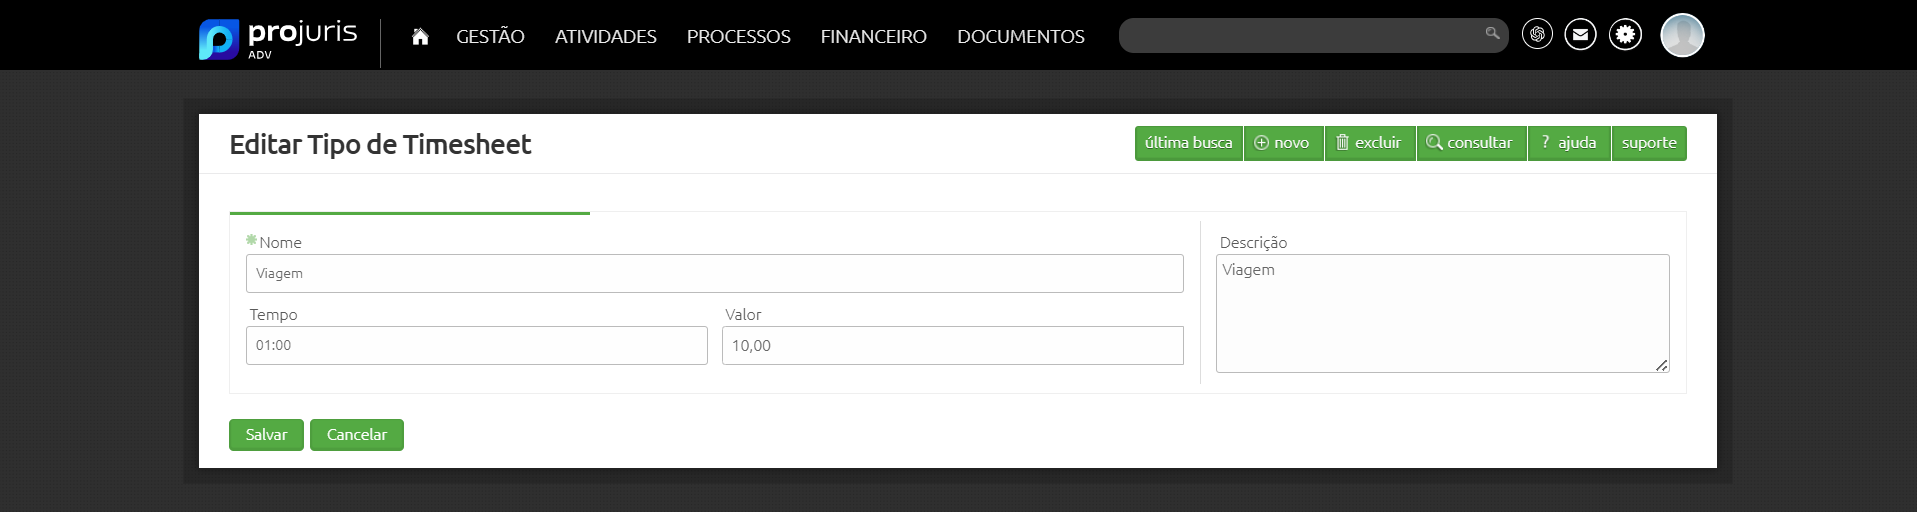 projuris
ADV
GESTÃO ATIVIDADES PROCESSOS FINANCEIRO DOCUMENTOS
Editar Tipo de Timesheet
última busca novo excluir consultar ? ajuda suporte
Nome
Viagem
Tempo
01:00
Valor
10,00
Descrição
Viagem
Salvar Cancelar